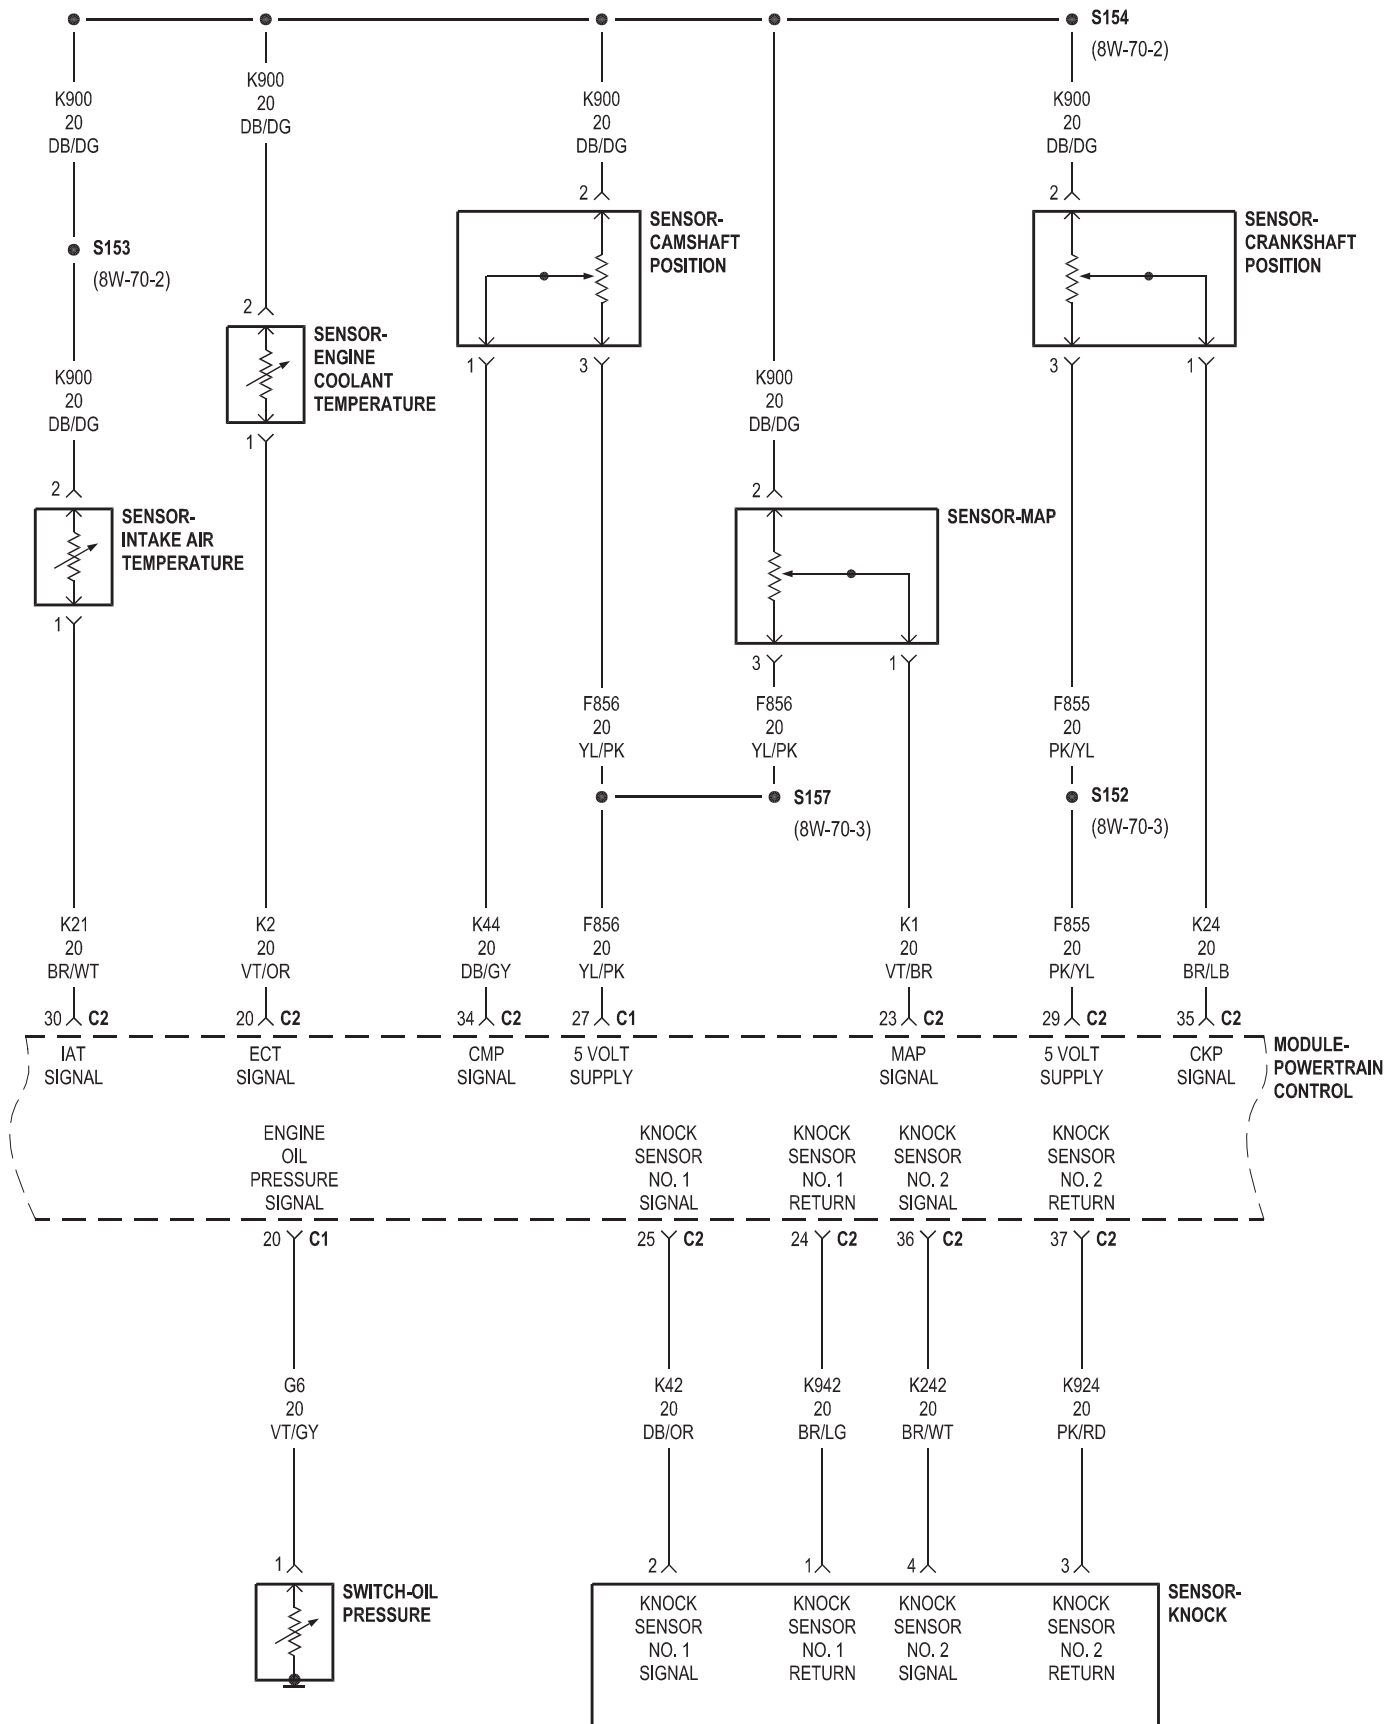 S154
(8W-70-2)
K900
20
DB/DG
K900
20
DB/DG
K900
20
DB/DG
K900
20
DB/DG
2
2
SENSOR-
CAMSHAFT
POSITION
SENSOR-
CRANKSHAFT
POSITION
S153
(8W-70-2)
2
SENSOR-
ENGINE
COOLANT
TEMPERATURE
1
3
3
1
K900
20
DB/DG
K900
20
DB/DG
1
2
SENSOR-
INTAKE AIR
TEMPERATURE
2
SENSOR-MAP
1
3
1
F856
20
YL/PK
F856
20
YL/PK
F855
20
PK/YL
S157
(8W-70-3)
S152
(8W-70-3)
K21
20
BR/WT
K2
20
VT/OR
K44
20
DB/GY
F856
20
YL/PK
K1
20
VT/BR
F855
20
PK/YL
K24
20
BR/LB
30 C2
20 C2
34 C2
27 C1
23 C2
29 C2
35 C2
IAT
SIGNAL
ECT
SIGNAL
CMP
SIGNAL
5 VOLT
SUPPLY
MAP
SIGNAL
5 VOLT
SUPPLY
CKP
SIGNAL
MODULE-
POWERTRAIN
CONTROL
ENGINE
OIL
PRESSURE
SIGNAL
KNOCK
SENSOR
NO. 1
SIGNAL
KNOCK
SENSOR
NO. 1
RETURN
KNOCK
SENSOR
NO. 2
SIGNAL
KNOCK
SENSOR
NO. 2
RETURN
20 C1
25 C2
24 C2
36 C2
37 C2
G6
20
VT/GY
K42
20
DB/OR
K942
20
BR/LG
K242
20
BR/WT
K924
20
PK/RD
1
2
1
4
3
SWITCH-OIL
PRESSURE
KNOCK
SENSOR
NO. 1
SIGNAL
KNOCK
SENSOR
NO. 1
RETURN
KNOCK
SENSOR
NO. 2
SIGNAL
KNOCK
SENSOR
NO. 2
RETURN
SENSOR-
KNOCK